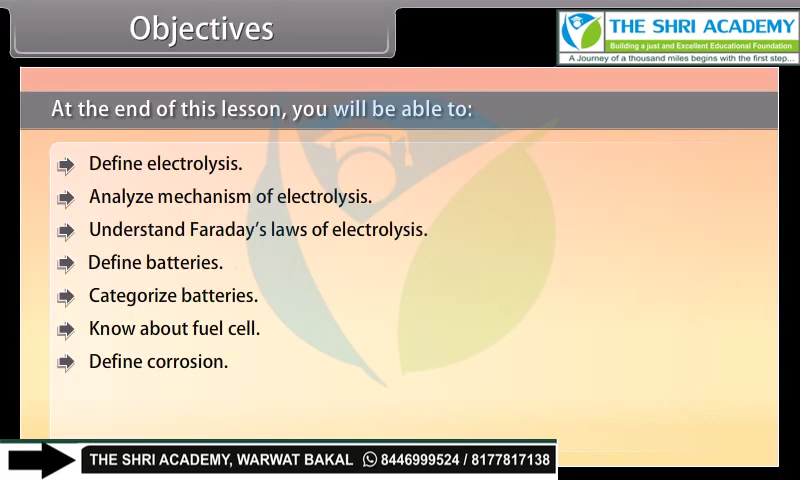 Objectives
THE SHRI ACADEMY
Building a just and Excellent Educational Foundation
A Journey of a thousand miles begins with the first step...
At the end of this lesson, you will be able to:
Define electrolysis.
Analyze mechanism of electrolysis.
Understand Faraday's laws of electrolysis.
Define batteries.
Categorize batteries.
Know about fuel cell.
Define corrosion.
THE SHRI ACADEMY, WARWAT BAKAL 8446999524 / 8177817138